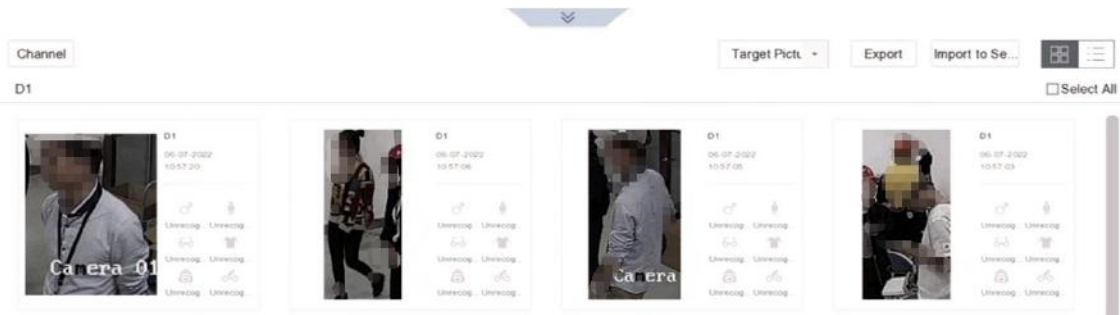 Channel
Target Pictu
Export
Import to Se...
D1
Select All
D1
06-07-2022
10:57:20
Unrecog... Unrecog...
Unrecog... Unrecog...
Unrecog... Unrecog...
Camera 01
D1
06-07-2022
10:57:06
Unrecog... Unrecog...
Unrecog... Unrecog...
Unrecog... Unrecog...
D1
06-07-2022
10:57:05
Unrecog... Unrecog...
Unrecog... Unrecog...
Unrecog... Unrecog...
Camera
D1
06-07-2022
10:57:03
Unrecog... Unrecog...
Unrecog... Unrecog...
Unrecog... Unrecog...